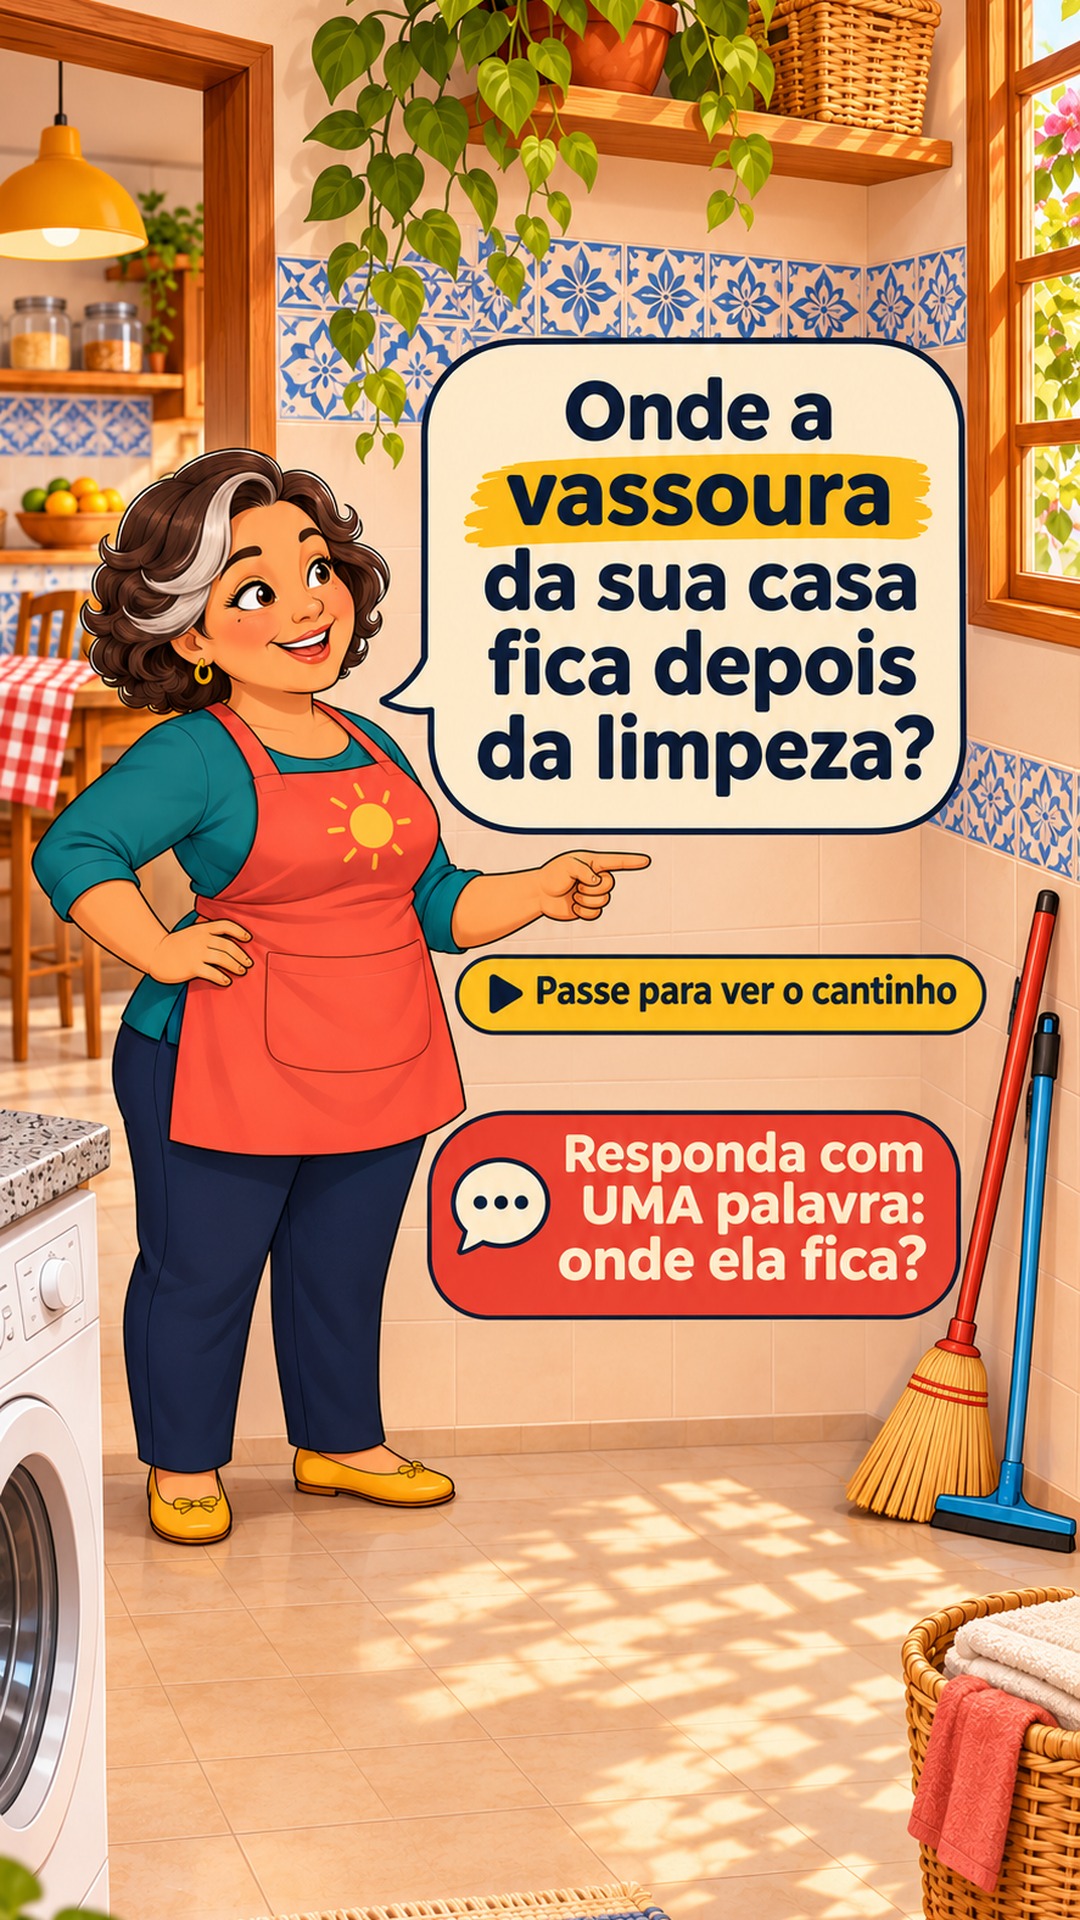 Onde a
vassoura
da sua casa
fica depois
da limpeza?
Passe para ver o cantinho
Responda com
UMA palavra:
onde ela fica?